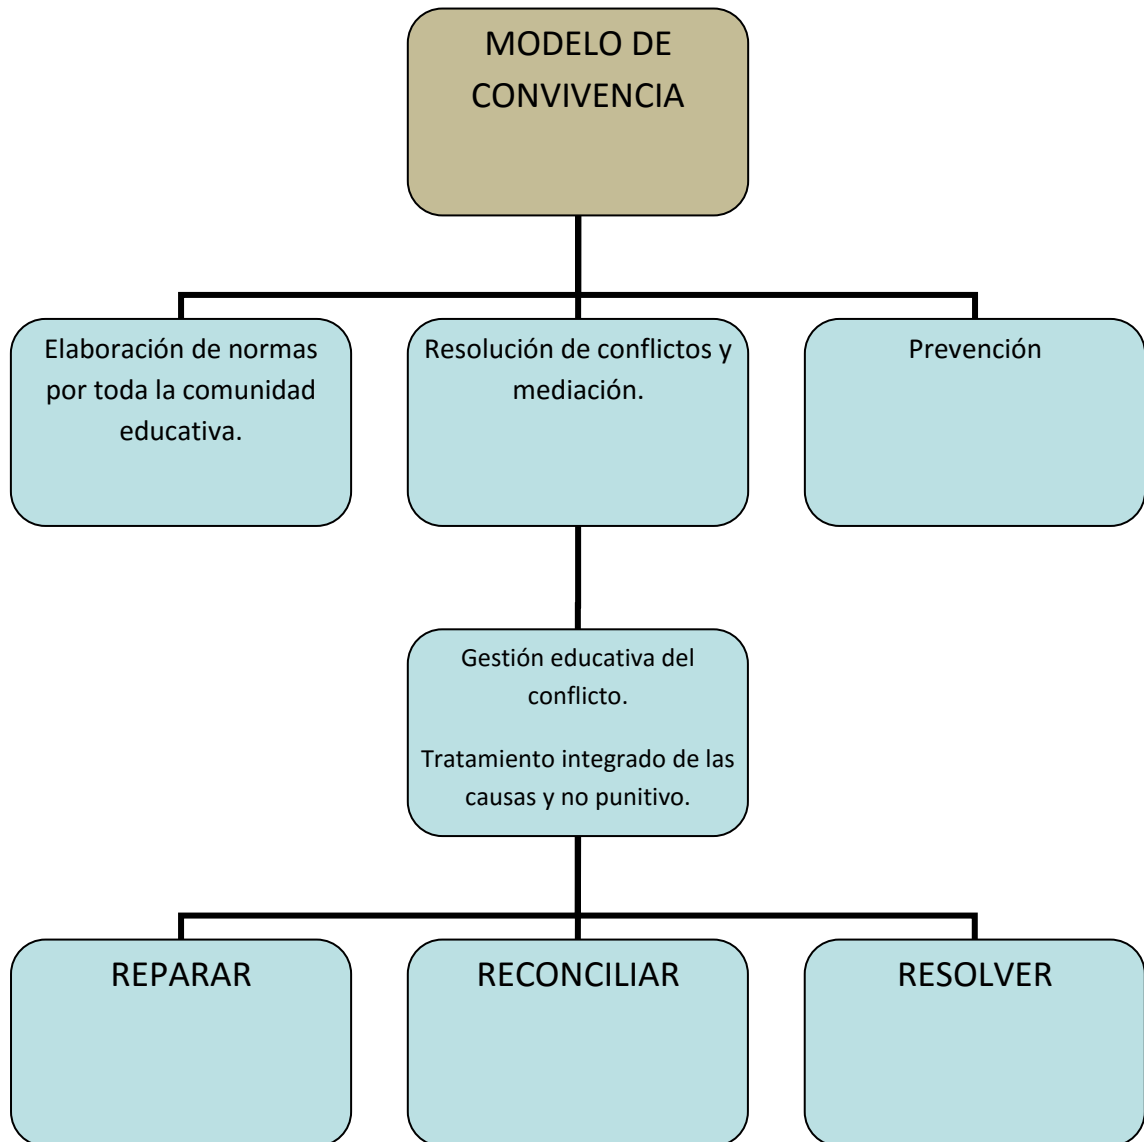 MODELO DE
CONVIVENCIA
Elaboración de normas
por toda la comunidad
educativa.
Resolución de conflictos y
mediación.
Prevención
Gestión educativa del
conflicto.
Tratamiento integrado de las
causas y no punitivo.
REPARAR
RECONCILIAR
RESOLVER